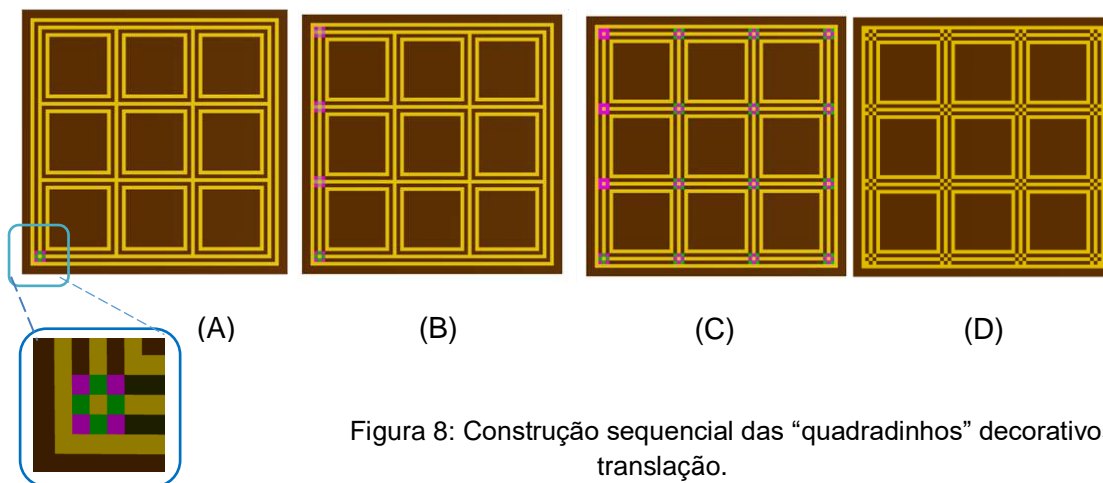 (A)
(B)
(C)
(D)
Figura 8: Construção sequencial das “quadradinhos” decorativo
translação.